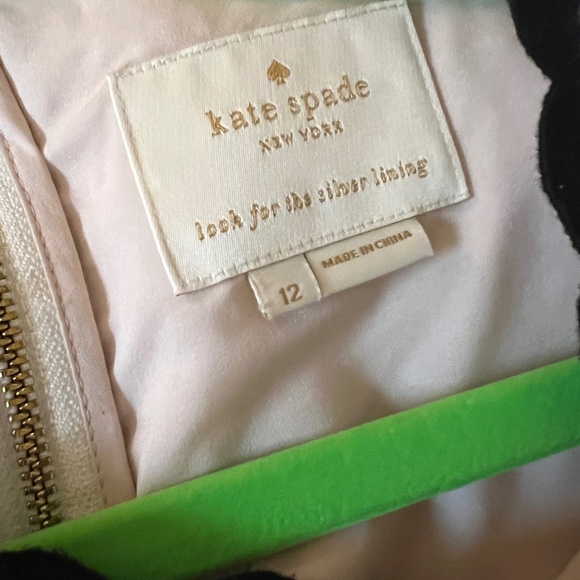 kate spade
NEW YORK
look for the silver lining
12
MADE IN CHINA